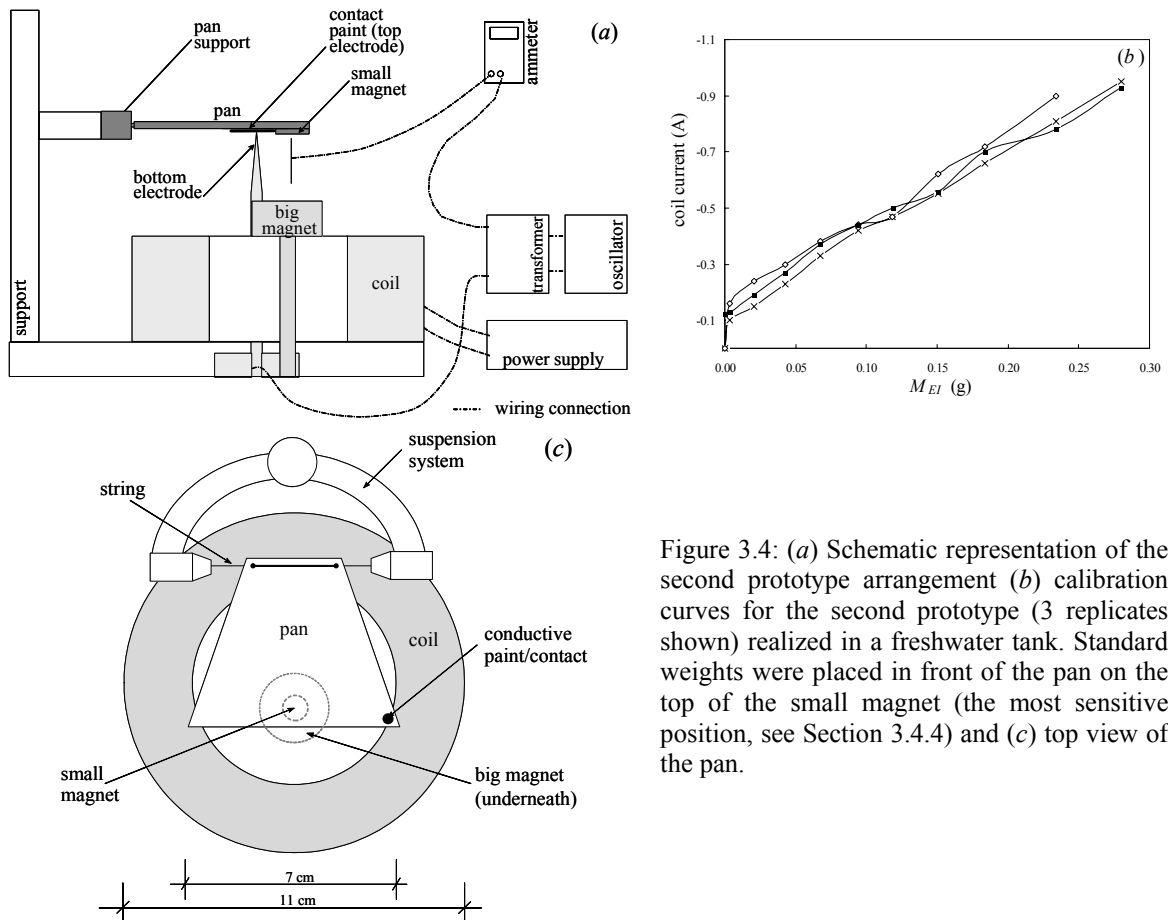 (a)
contact
paint (top
electrode)
pan
support
small
magnet
pan
ammeter
bottom
electrode
big
magnet
coil
transformer
oscillator
support
power supply
wiring connection
(b)
coil current (A)
-1.1
-0.9
-0.7
-0.5
-0.3
-0.1
0.00
0.05
0.10
0.15
0.20
0.25
0.30
M EI (g)
(c)
suspension
system
string
pan
coil
conductive
paint/contact
small
magnet
big magnet
(underneath)
7 cm
11 cm
Figure 3.4: (a) Schematic representation of the
second prototype arrangement (b) calibration
curves for the second prototype (3 replicates
shown) realized in a freshwater tank. Standard
weights were placed in front of the pan on the
top of the small magnet (the most sensitive
position, see Section 3.4.4) and (c) top view of
the pan.